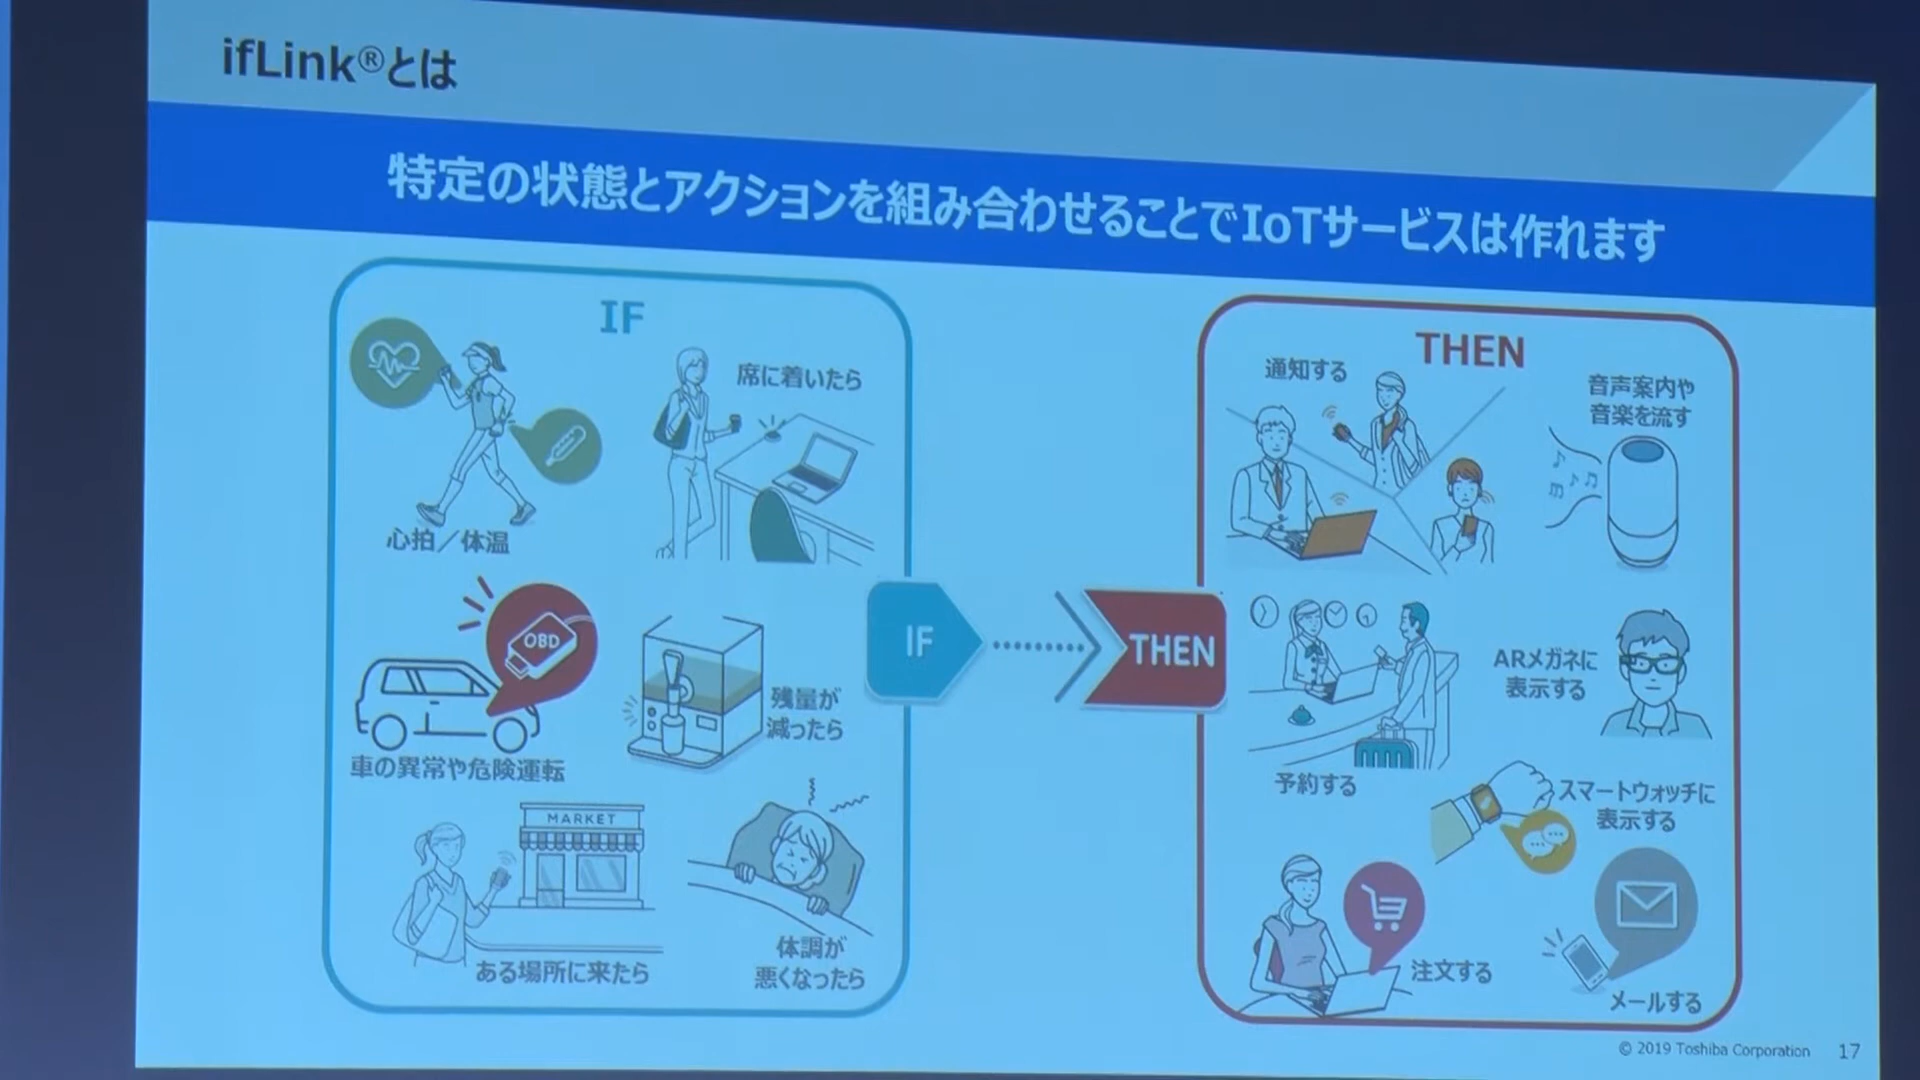 ifLink®とは
特定の状態とアクションを組み合わせることでIoTサービスは作れます
IF
席に着いたら
心拍／体温
OBD
車の異常や危険運転
残量が
減ったら
MARKET
ある場所に来たら
体調が
悪くなったら
IF
THEN
THEN
通知する
音声案内や
音楽を流す
予約する
ARメガネに
表示する
スマートウォッチに
表示する
注文する
メールする
© 2019 Toshiba Corporation
17